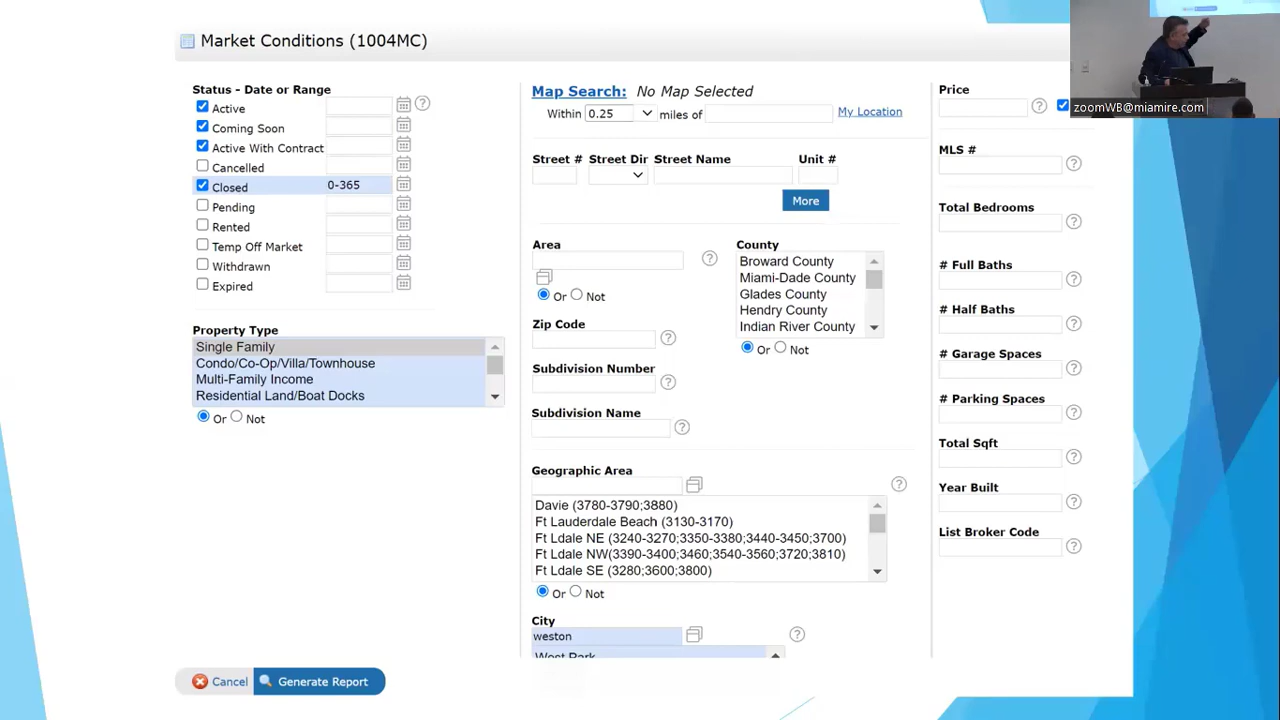 Market Conditions (1004MC)
zoomWB@miamire.com
Status - Date or Range
Active
Coming Soon
Active With Contract
Cancelled
Closed 0-365
Pending
Rented
Temp Off Market
Withdrawn
Expired
Property Type
Single Family
Condo/Co-Op/Villa/Townhouse
Multi-Family Income
Residential Land/Boat Docks
Or Not
Map Search: No Map Selected
Within 0.25 miles of My Location
Street # Street Dir Street Name Unit #
More
Area
Or Not
County
Broward County
Miami-Dade County
Glades County
Hendry County
Indian River County
Or Not
Zip Code
Subdivision Number
Subdivision Name
Geographic Area
Davie (3780-3790;3880)
Ft Lauderdale Beach (3130-3170)
Ft Ldale NE (3240-3270;3350-3380;3440-3450;3700)
Ft Ldale NW(3390-3400;3460;3540-3560;3720;3810)
Ft Ldale SE (3280;3600;3800)
Or Not
City
weston
West Park
Price
MLS #
Total Bedrooms
# Full Baths
# Half Baths
# Garage Spaces
# Parking Spaces
Total Sqft
Year Built
List Broker Code
Cancel
Generate Report